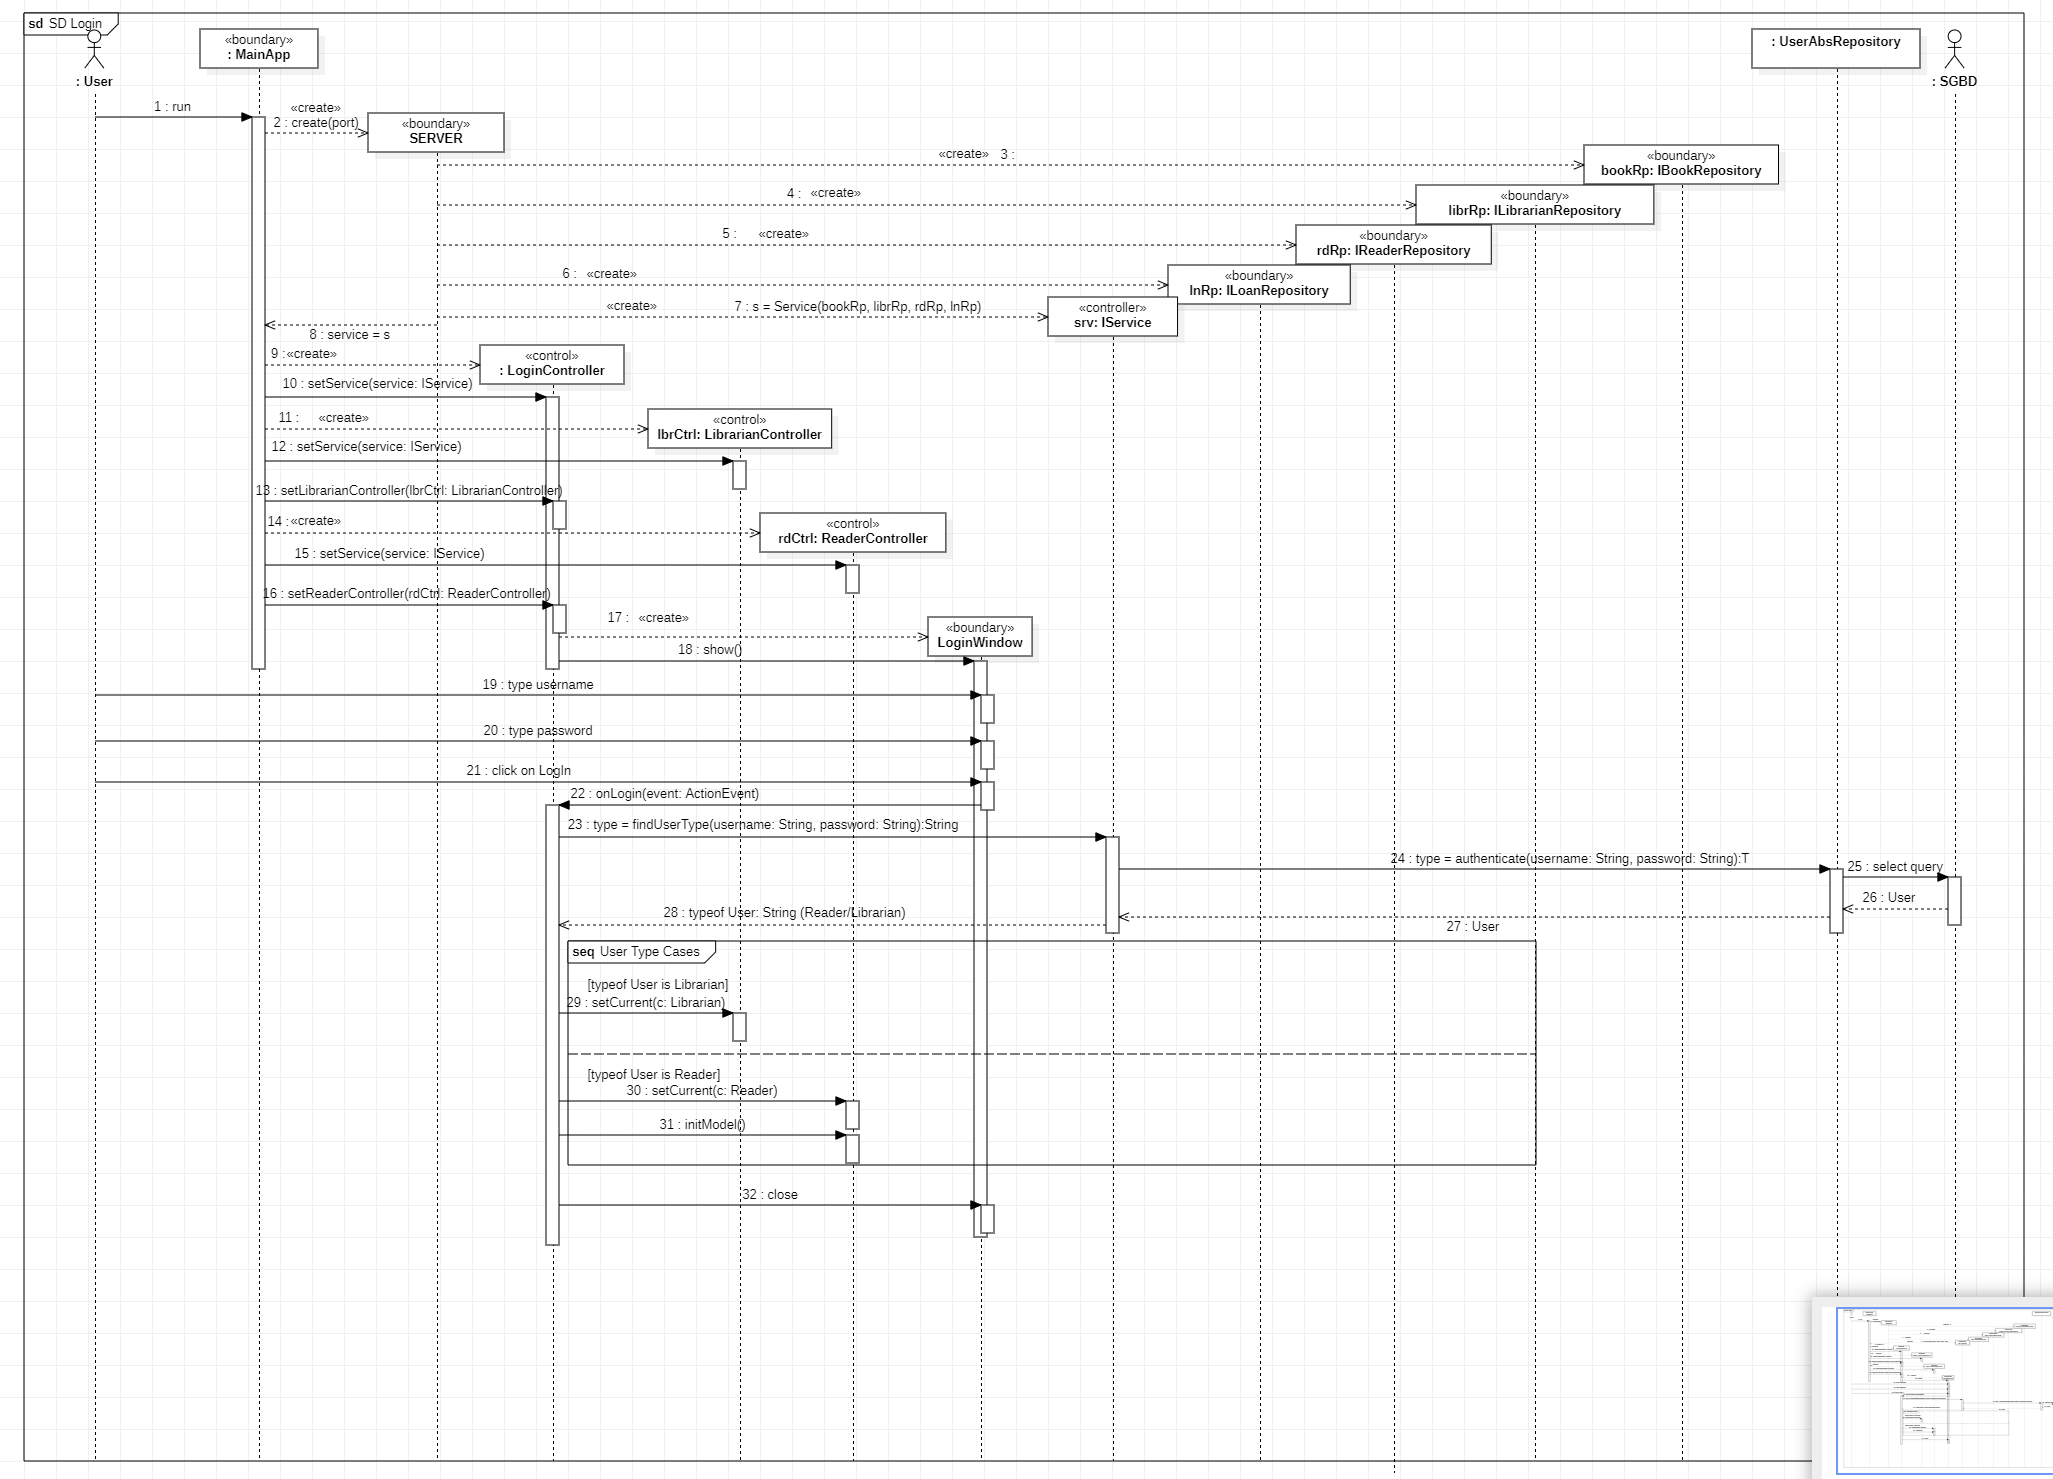 sd SD Login
: User
«boundary»
: MainApp
: UserAbsRepository
: SGBD
1 : run
«create»
2 : create(port)
«boundary»
SERVER
«create» 3 :
«boundary»
bookRp: IBookRepository
4 : «create»
«boundary»
librRp: ILibrarianRepository
5 : «create»
«boundary»
rdRp: IReaderRepository
6 : «create»
«boundary»
lnRp: ILoanRepository
«create» 7 : s = Service(bookRp, librRp, rdRp, lnRp)
«controller»
srv: IService
8 : service = s
9 :«create»
«control»
: LoginController
10 : setService(service: IService)
11 : «create»
«control»
lbrCtrl: LibrarianController
12 : setService(service: IService)
13 : setLibrarianController(lbrCtrl: LibrarianController)
14 :«create»
«control»
rdCtrl: ReaderController
15 : setService(service: IService)
16 : setReaderController(rdCtrl: ReaderController)
17 : «create»
«boundary»
LoginWindow
18 : show()
19 : type username
20 : type password
21 : click on LogIn
22 : onLogin(event: ActionEvent)
23 : type = findUserType(username: String, password: String):String
24 : type = authenticate(username: String, password: String):T
25 : select query
26 : User
27 : User
28 : typeof User: String (Reader/Librarian)
seq User Type Cases
[typeof User is Librarian]
29 : setCurrent(c: Librarian)
[typeof User is Reader]
30 : setCurrent(c: Reader)
31 : initModel()
32 : close